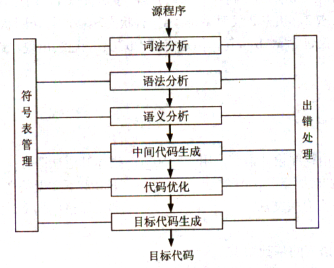 源程序
词法分析
语法分析
语义分析
中间代码生成
代码优化
目标代码生成
目标代码
符号表管理
出错处理